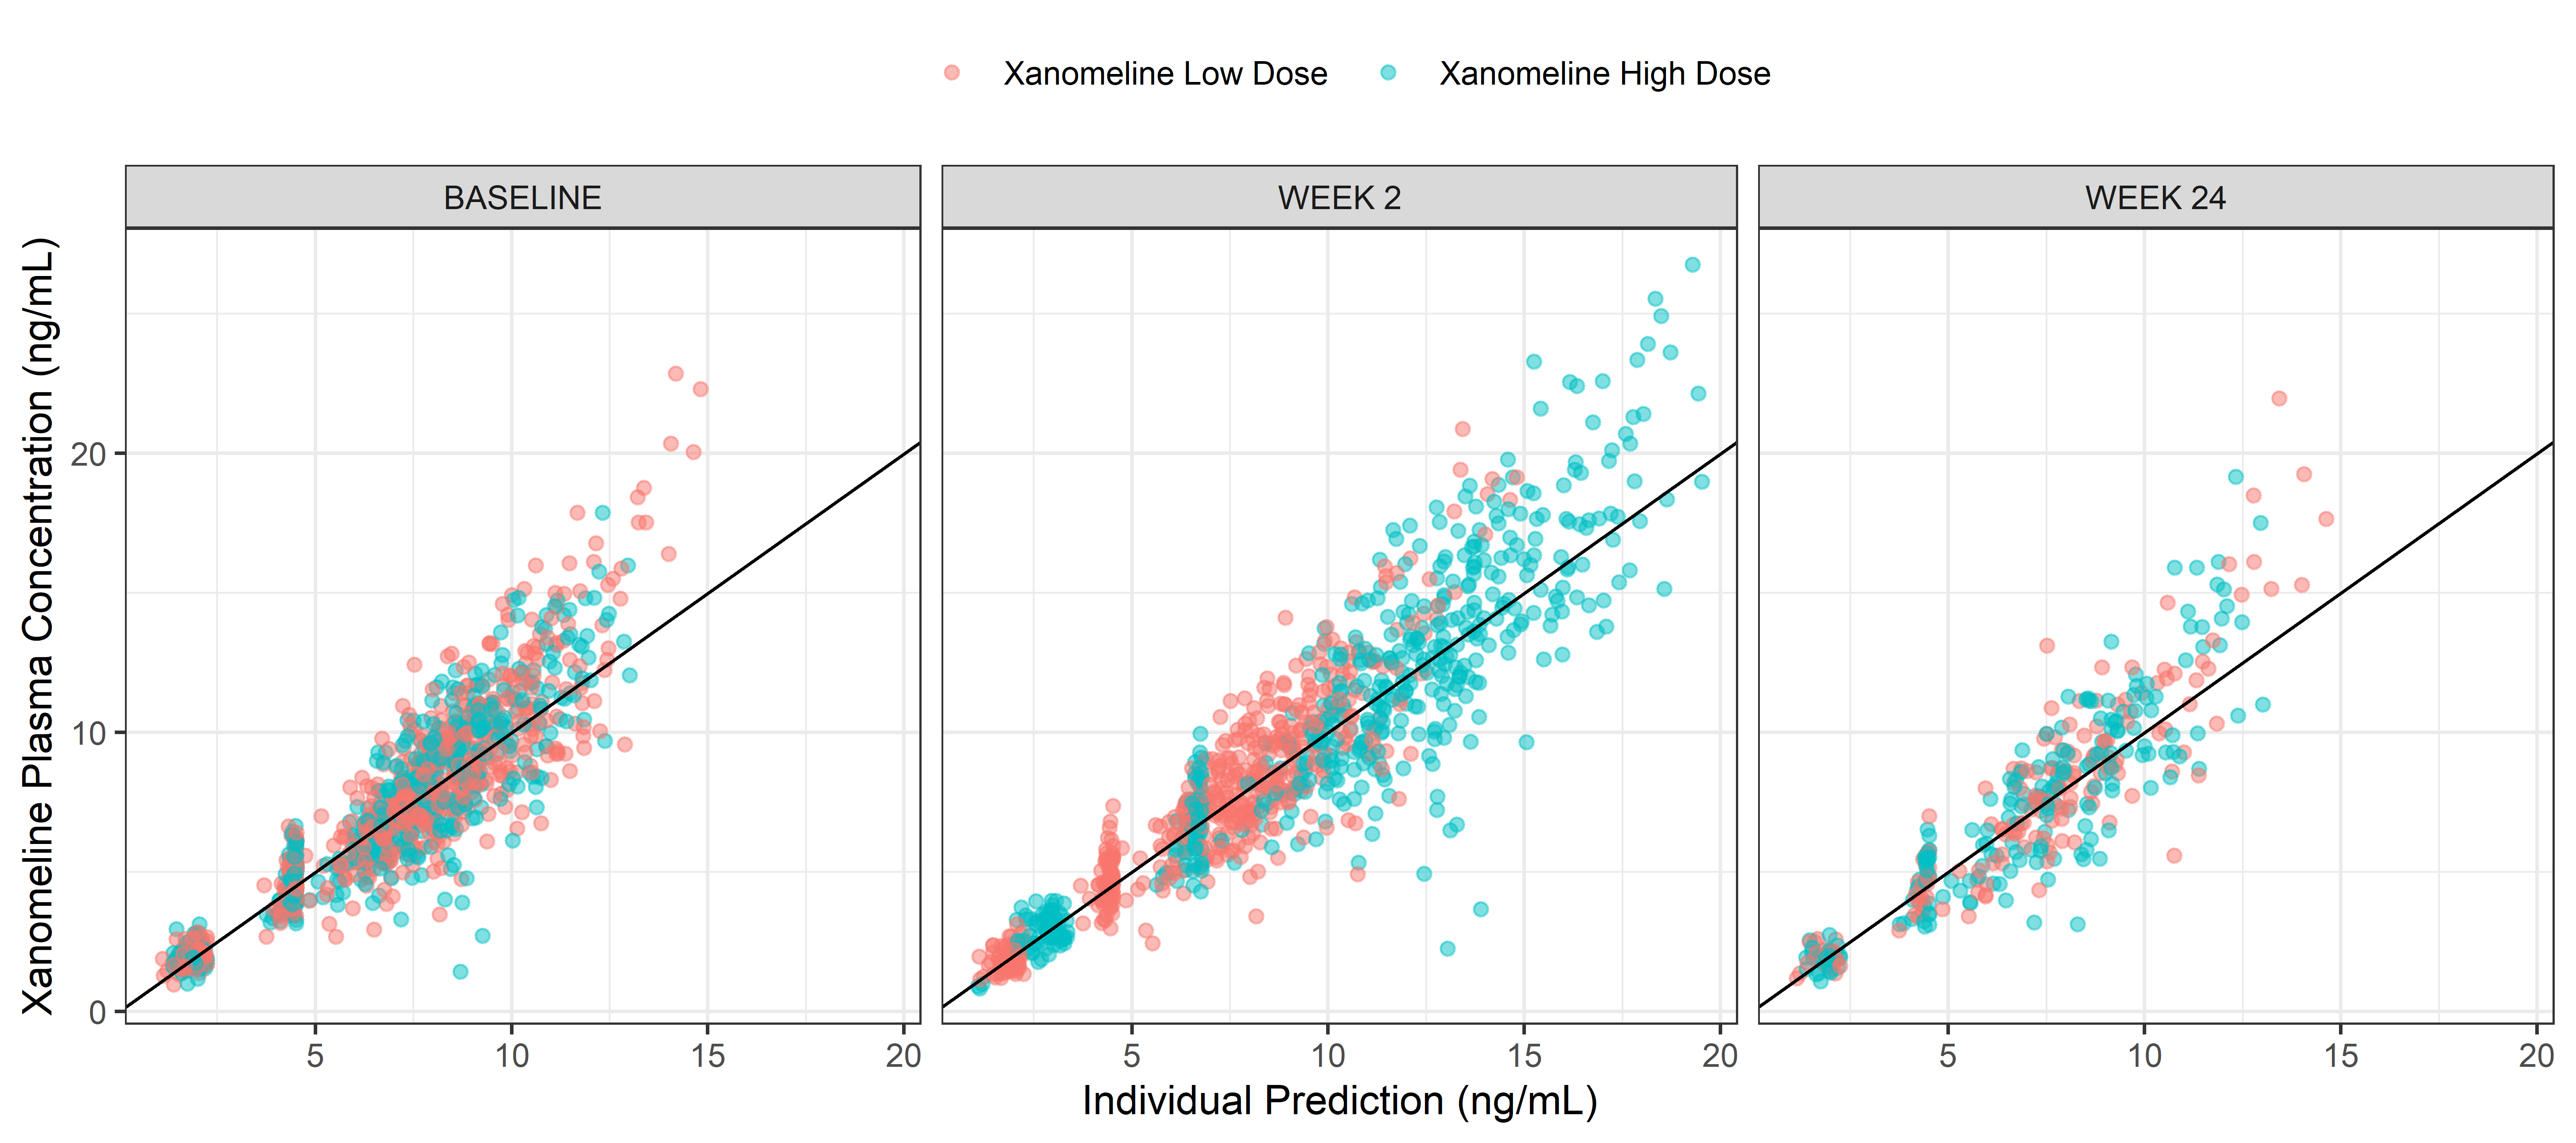 Xanomeline Low Dose Xanomeline High Dose
BASELINE WEEK 2 WEEK 24
Xanomeline Plasma Concentration (ng/mL)
20
10
0
5 10 15 20 5 10 15 20 5 10 15 20
Individual Prediction (ng/mL)